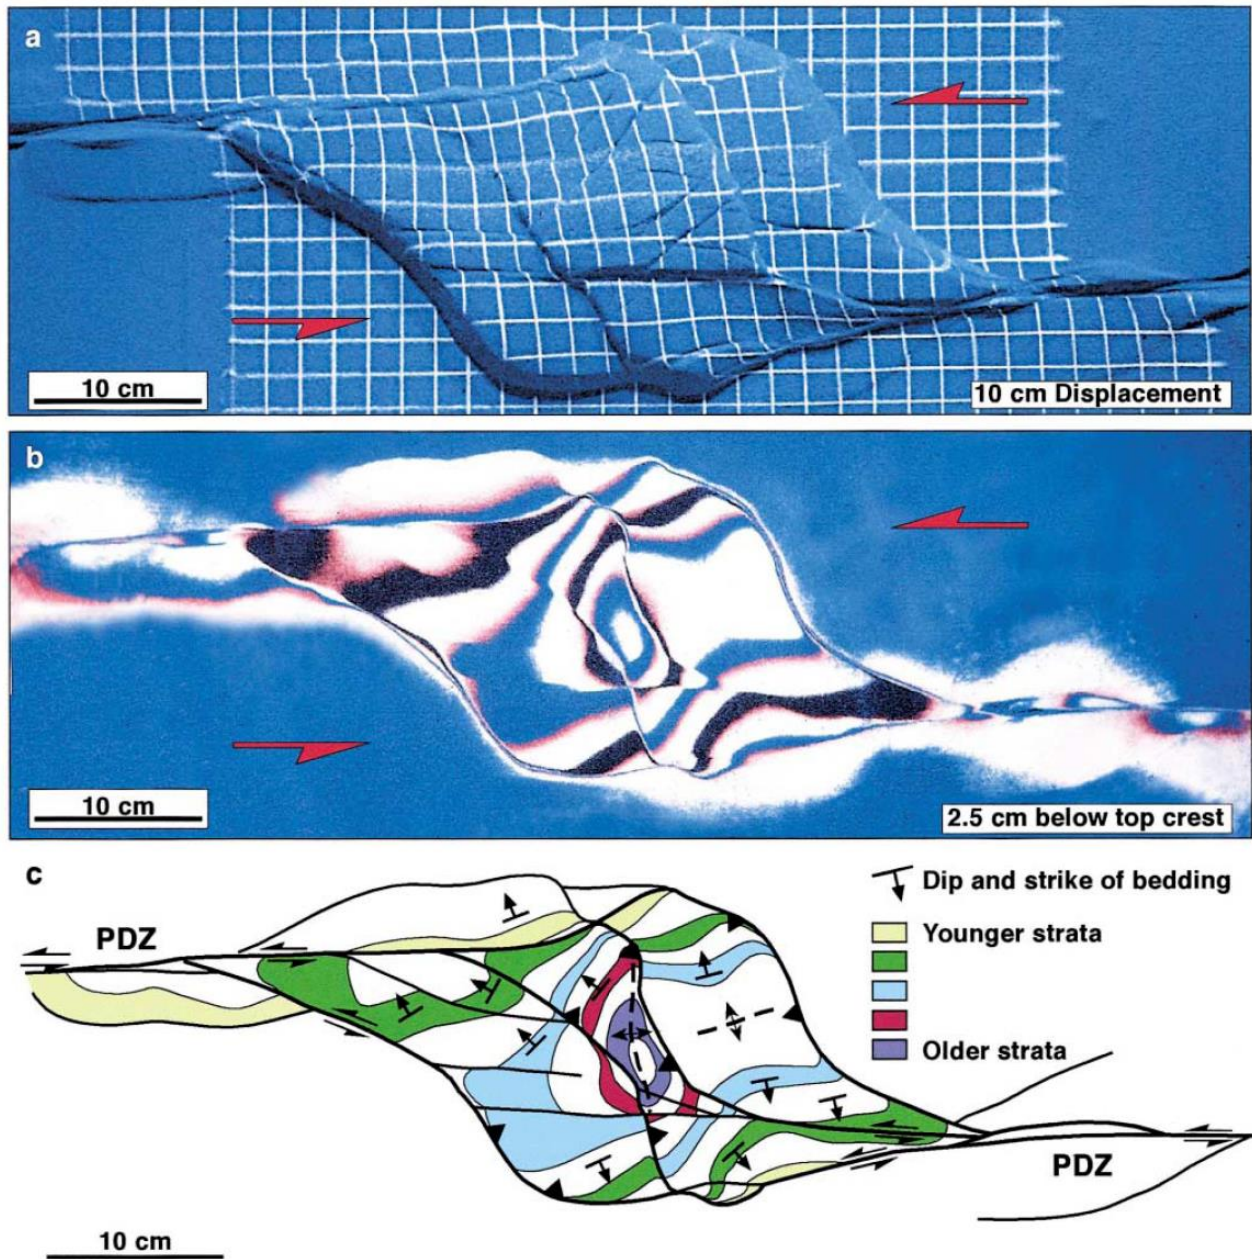 a
10 cm
10 cm Displacement
b
10 cm
2.5 cm below top crest
c
Dip and strike of bedding
PDZ
Younger strata
Older strata
PDZ
10 cm